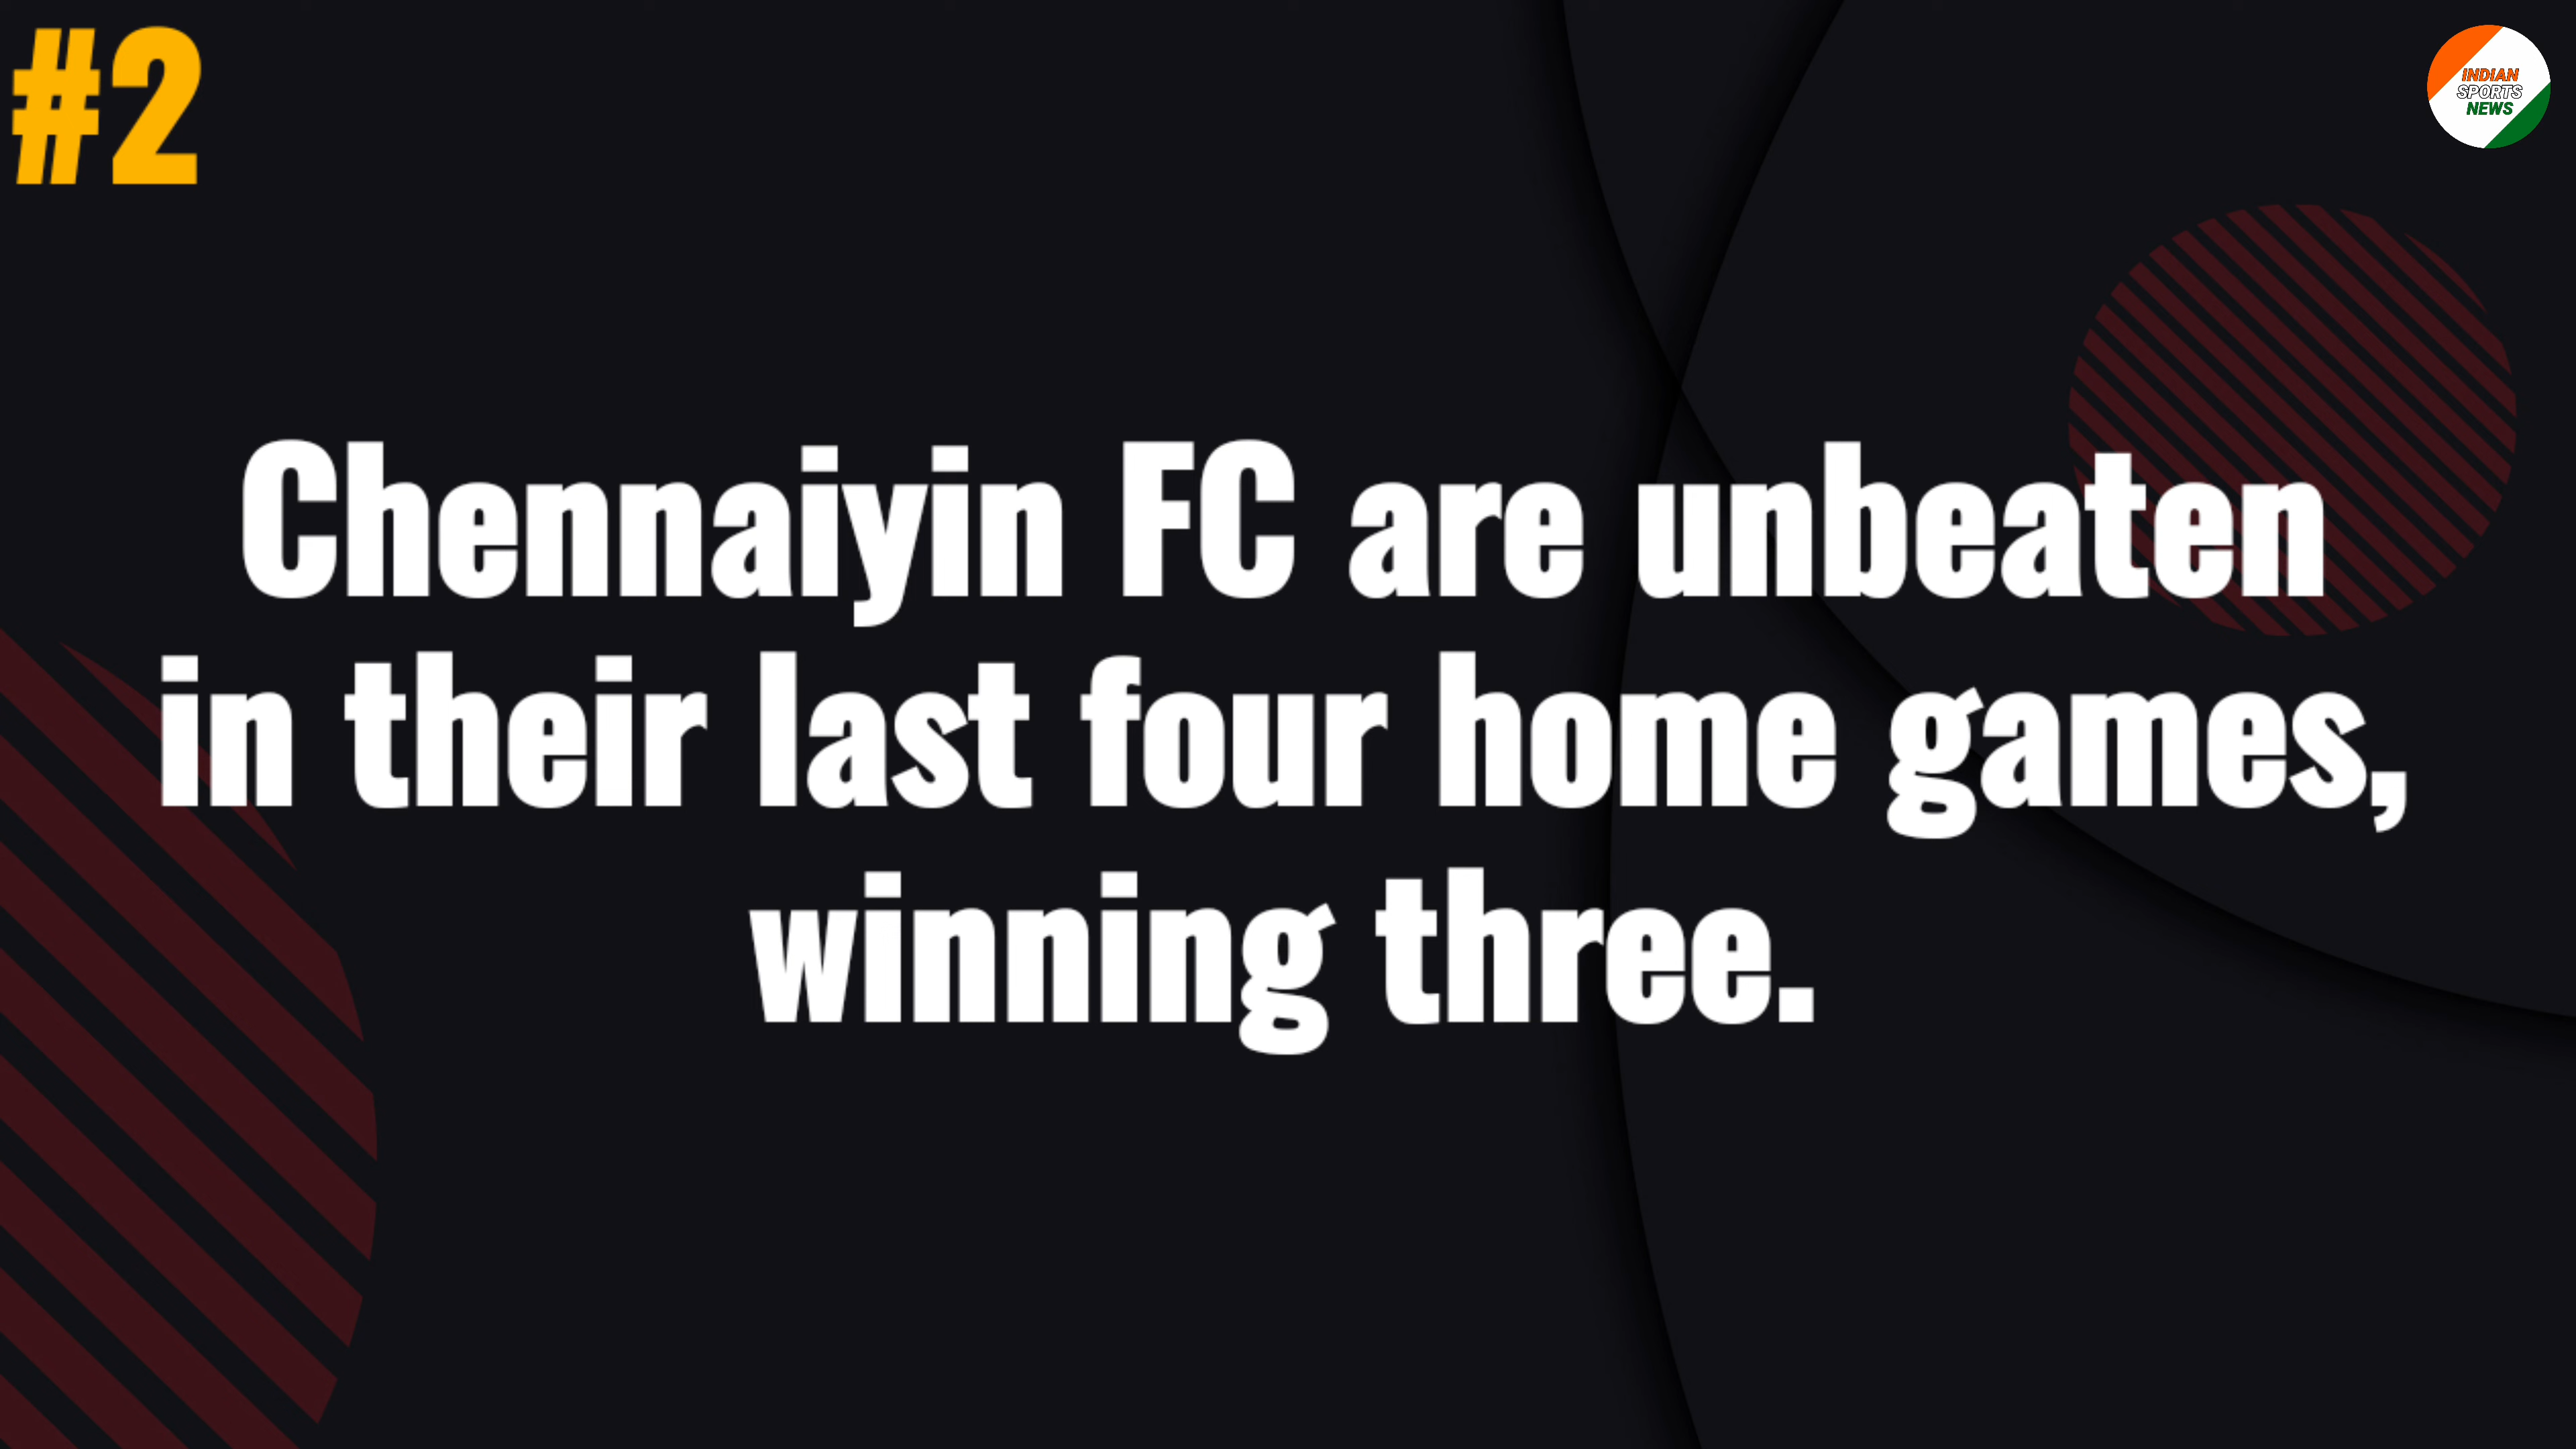 #2
INDIAN
SPORTS
NEWS
Chennaiyin FC are unbeaten
in their last four home games,
winning three.